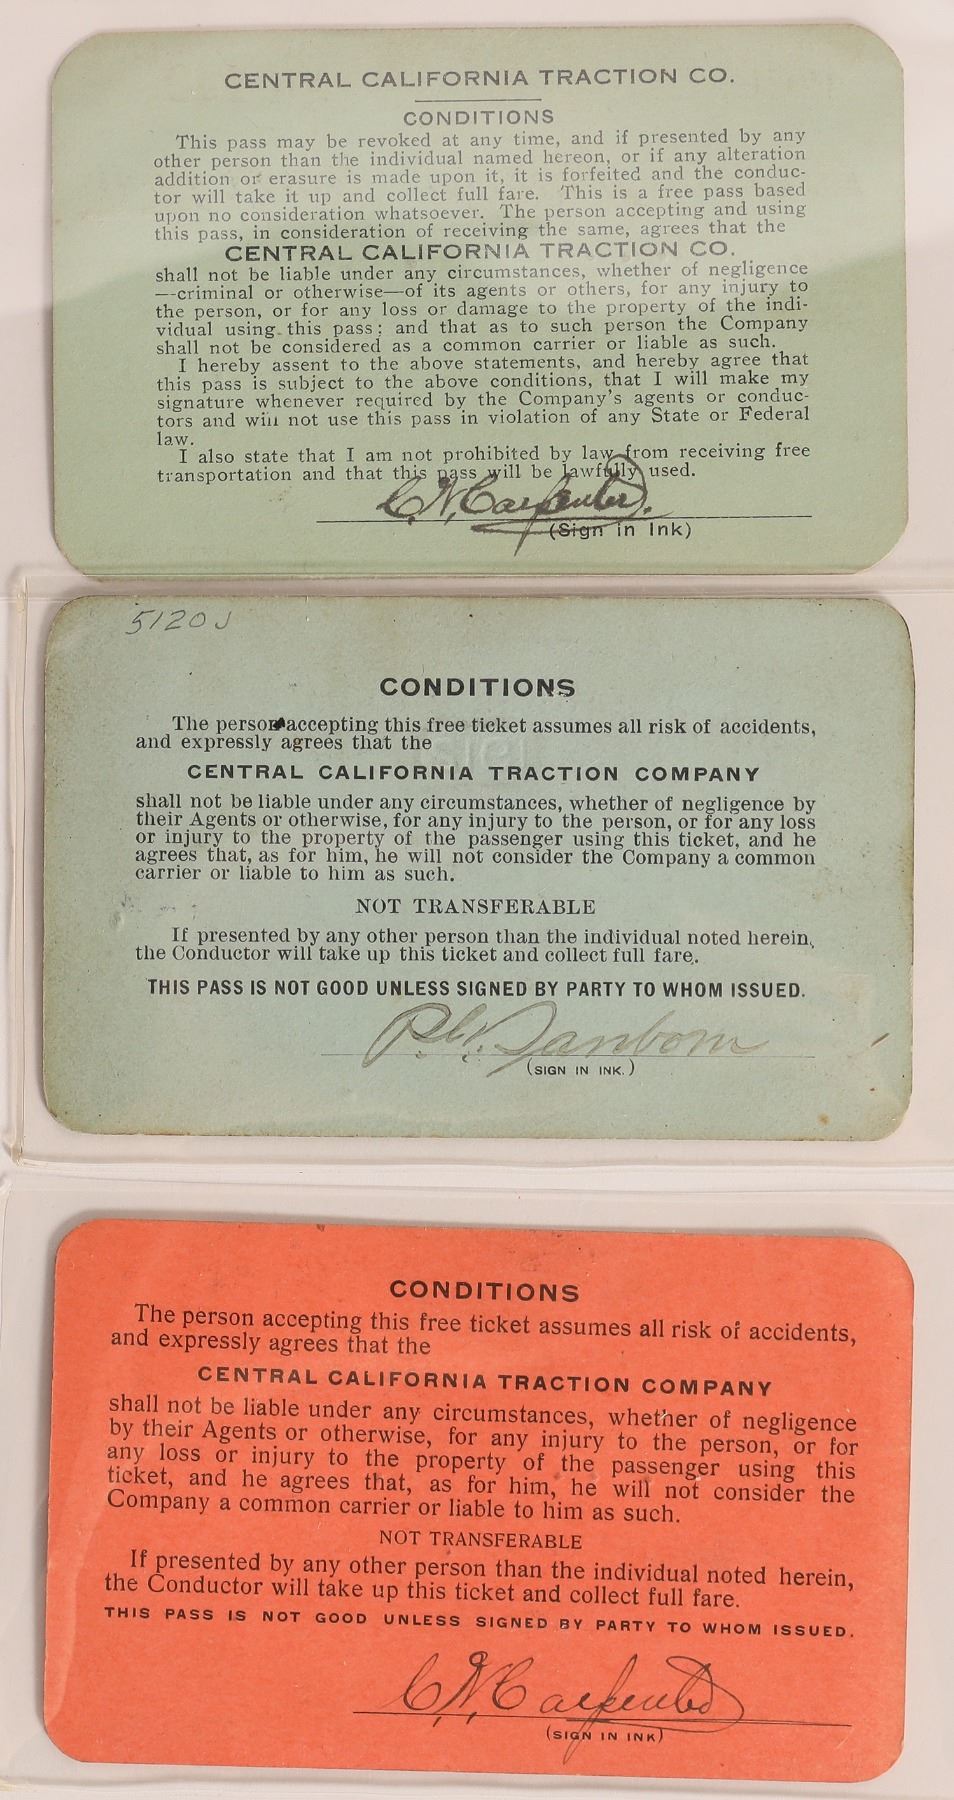 CENTRAL CALIFORNIA TRACTION CO.
CONDITIONS
This pass may be revoked at any time, and if presented by any
other person than the individual named hereon, or if any alteration
addition or erasure is made upon it, it is forfeited and the conduc-
tor will take it up and collect full fare. This is a free pass based
upon no consideration whatsoever. The person accepting and using
this pass, in consideration of receiving the same, agrees that the
CENTRAL CALIFORNIA TRACTION CO.
shall not be liable under any circumstances, whether of negligence
—criminal or otherwise—of its agents or others, for any injury to
the person, or for any loss or damage to the property of the indi-
vidual using this pass; and that as to such person the Company
shall not be considered as a common carrier or liable as such.
I hereby assent to the above statements, and hereby agree that
this pass is subject to the above conditions, that I will make my
signature whenever required by the Company's agents or conduc-
tors and will not use this pass in violation of any State or Federal
law.
I also state that I am not prohibited by law from receiving free
transportation and that this pass will be lawfully used.
C.N. Carpenter.
(Sign in Ink)
5120J
CONDITIONS
The person accepting this free ticket assumes all risk of accidents,
and expressly agrees that the
CENTRAL CALIFORNIA TRACTION COMPANY
shall not be liable under any circumstances, whether of negligence by
their Agents or otherwise, for any injury to the person, or for any loss
or injury to the property of the passenger using this ticket, and he
agrees that, as for him, he will not consider the Company a common
carrier or liable to him as such.
NOT TRANSFERABLE
If presented by any other person than the individual noted herein,
the Conductor will take up this ticket and collect full fare.
THIS PASS IS NOT GOOD UNLESS SIGNED BY PARTY TO WHOM ISSUED.
Sanborn
(SIGN IN INK.)
CONDITIONS
The person accepting this free ticket assumes all risk of accidents,
and expressly agrees that the
CENTRAL CALIFORNIA TRACTION COMPANY
shall not be liable under any circumstances, whether of negligence
by their Agents or otherwise, for any injury to the person, or for
any loss or injury to the property of the passenger using this
ticket, and he agrees that, as for him, he will not consider the
Company a common carrier or liable to him as such.
NOT TRANSFERABLE
If presented by any other person than the individual noted herein,
the Conductor will take up this ticket and collect full fare.
THIS PASS IS NOT GOOD UNLESS SIGNED BY PARTY TO WHOM ISSUED.
C.N. Carpenter
(SIGN IN INK)